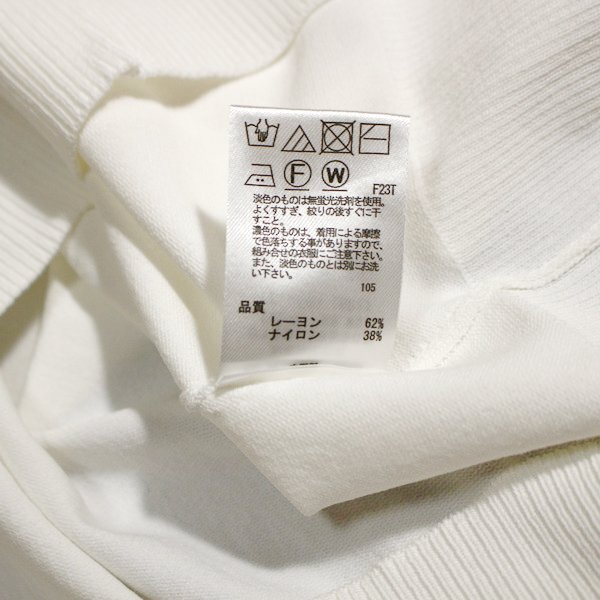 F
W
F23T
淡色のものは無蛍光洗剤を使用。
よくすすぎ、絞りの後すぐに干
すこと。
濃色のものは、着用による摩擦
で色落ちする事がありますので、
組み合せの衣服にご注意下さい。
また、淡色のものとは別にお洗
い下さい。
105
品質
レーヨン 62%
ナイロン 38%